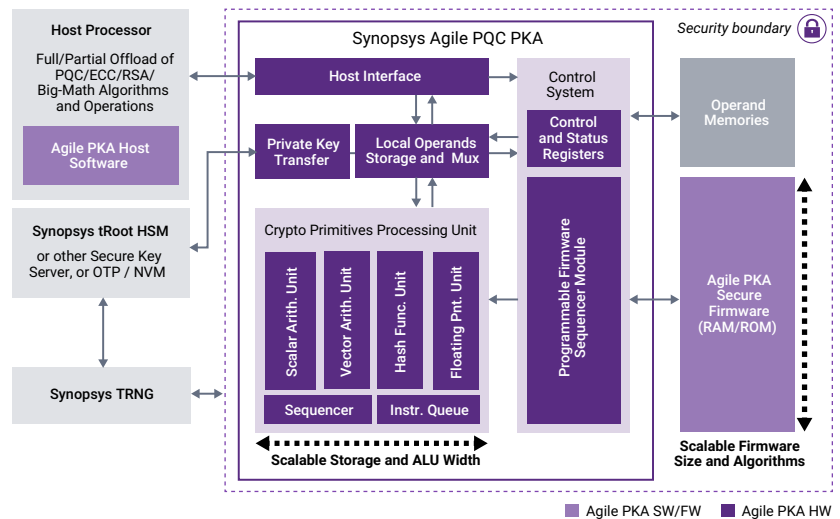 Host Processor
Full/Partial Offload of
PQC/ECC/RSA/
Big-Math Algorithms
and Operations
Agile PKA Host
Software
Synopsys tRoot HSM
or other Secure Key
Server, or OTP / NVM
Synopsys TRNG
Synopsys Agile PQC PKA
Host Interface
Private Key
Transfer
Local Operands
Storage and Mux
Crypto Primitives Processing Unit
Scalar Arith. Unit
Vector Arith. Unit
Hash Func. Unit
Floating Pnt. Unit
Sequencer
Instr. Queue
Scalable Storage and ALU Width
Control
System
Control
and Status
Registers
Programmable Firmware
Sequencer Module
Security boundary
Operand
Memories
Agile PKA
Secure
Firmware
(RAM/ROM)
Scalable Firmware
Size and Algorithms
Agile PKA SW/FW
Agile PKA HW